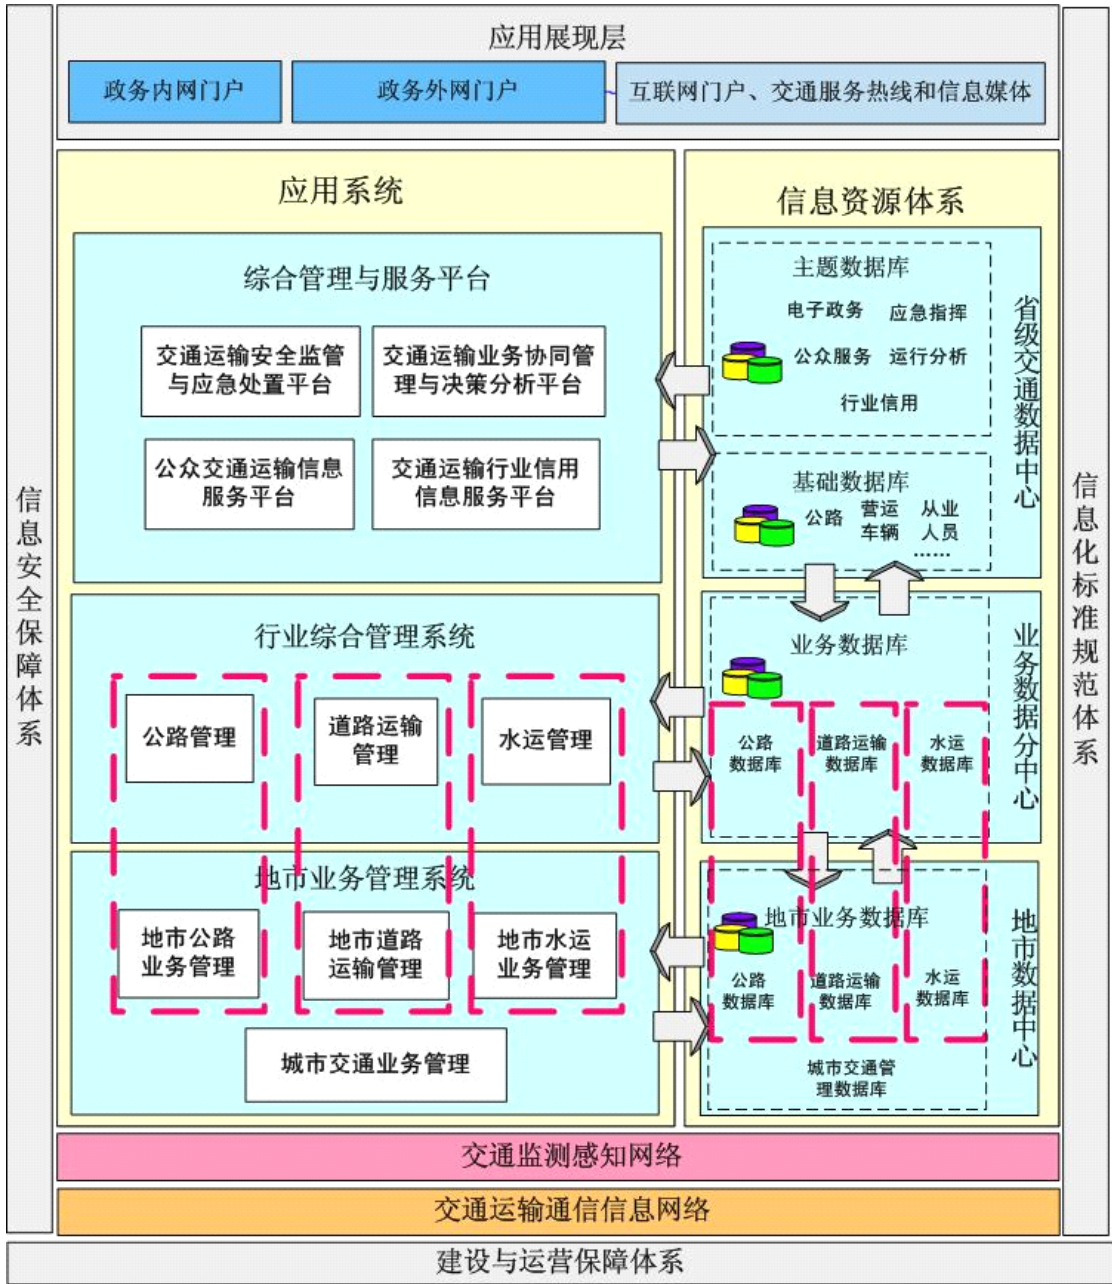 应用展现层
政务内网门户
政务外网门户
互联网门户、交通服务热线和信息媒体
信息安全保障体系
应用系统
综合管理与服务平台
交通运输安全监管
与应急处置平台
交通运输业务协同管
理与决策分析平台
公众交通运输信息
服务平台
交通运输行业信用
信息服务平台
行业综合管理系统
公路管理
道路运输
管理
水运管理
地市业务管理系统
地市公路
业务管理
地市道路
运输管理
地市水运
业务管理
城市交通业务管理
信息资源体系
主题数据库
电子政务
应急指挥
公众服务
运行分析
行业信用
基础数据库
公路
营运
车辆
从业
人员
……
省级交通数据中心
业务数据库
公路
数据库
道路运输
数据库
水运
数据库
业务数据分中心
地市业务数据库
公路
数据库
道路运输
数据库
水运
数据库
城市交通管
理数据库
地市数据中心
信息化标准规范体系
交通监测感知网络
交通运输通信信息网络
建设与运营保障体系